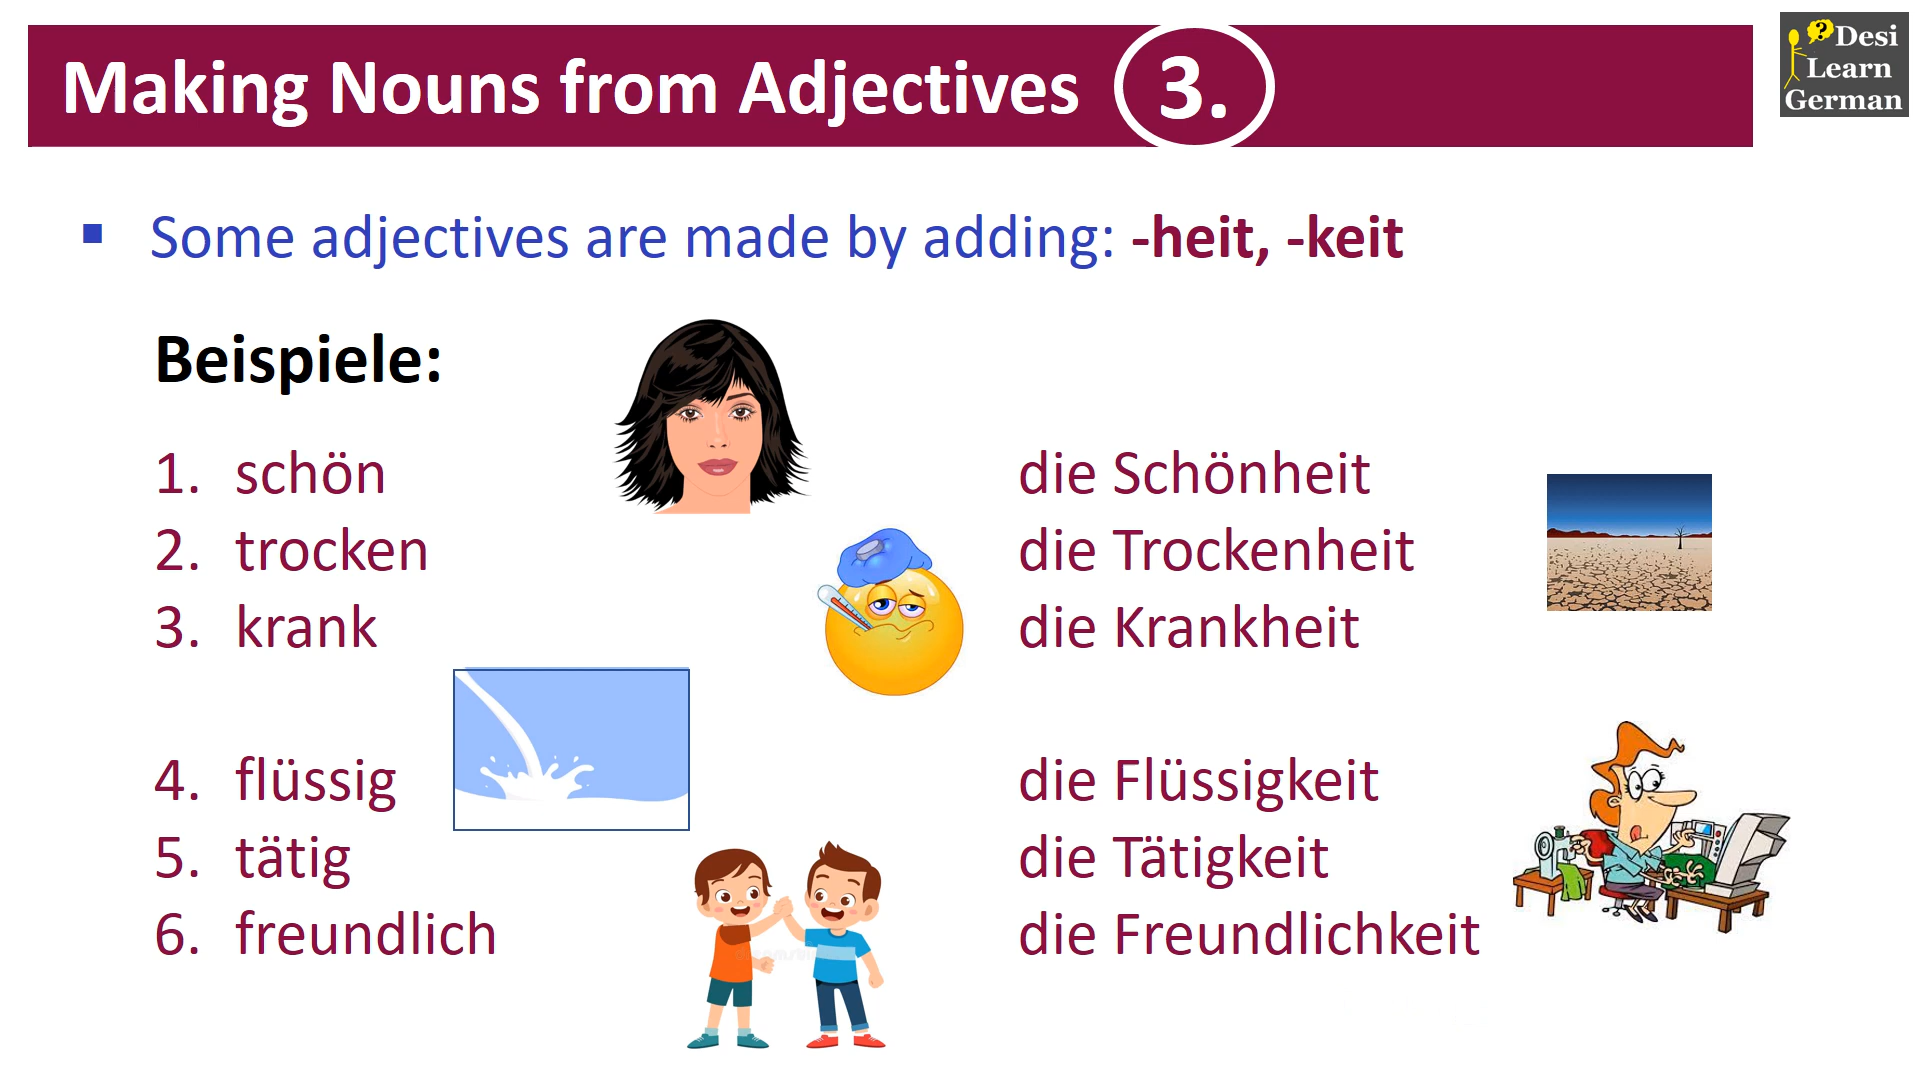 Making Nouns from Adjectives 3.
? Desi
Learn
German
▪ Some adjectives are made by adding: -heit, -keit
Beispiele:
1. schön die Schönheit
2. trocken die Trockenheit
3. krank die Krankheit
4. flüssig die Flüssigkeit
5. tätig die Tätigkeit
6. freundlich die Freundlichkeit